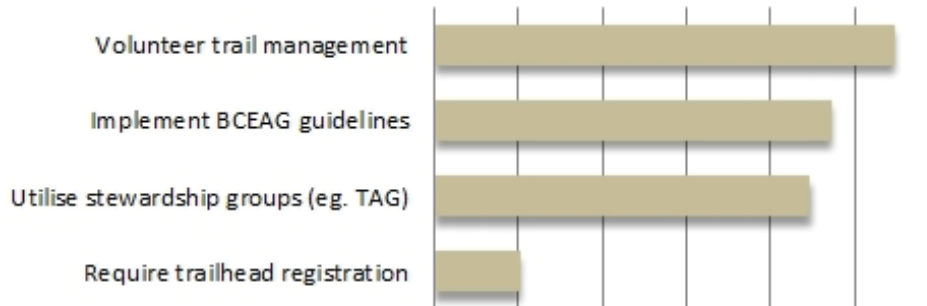 Volunteer trail management
Implement BCEAG guidelines
Utilise stewardship groups (eg. TAG)
Require trailhead registration